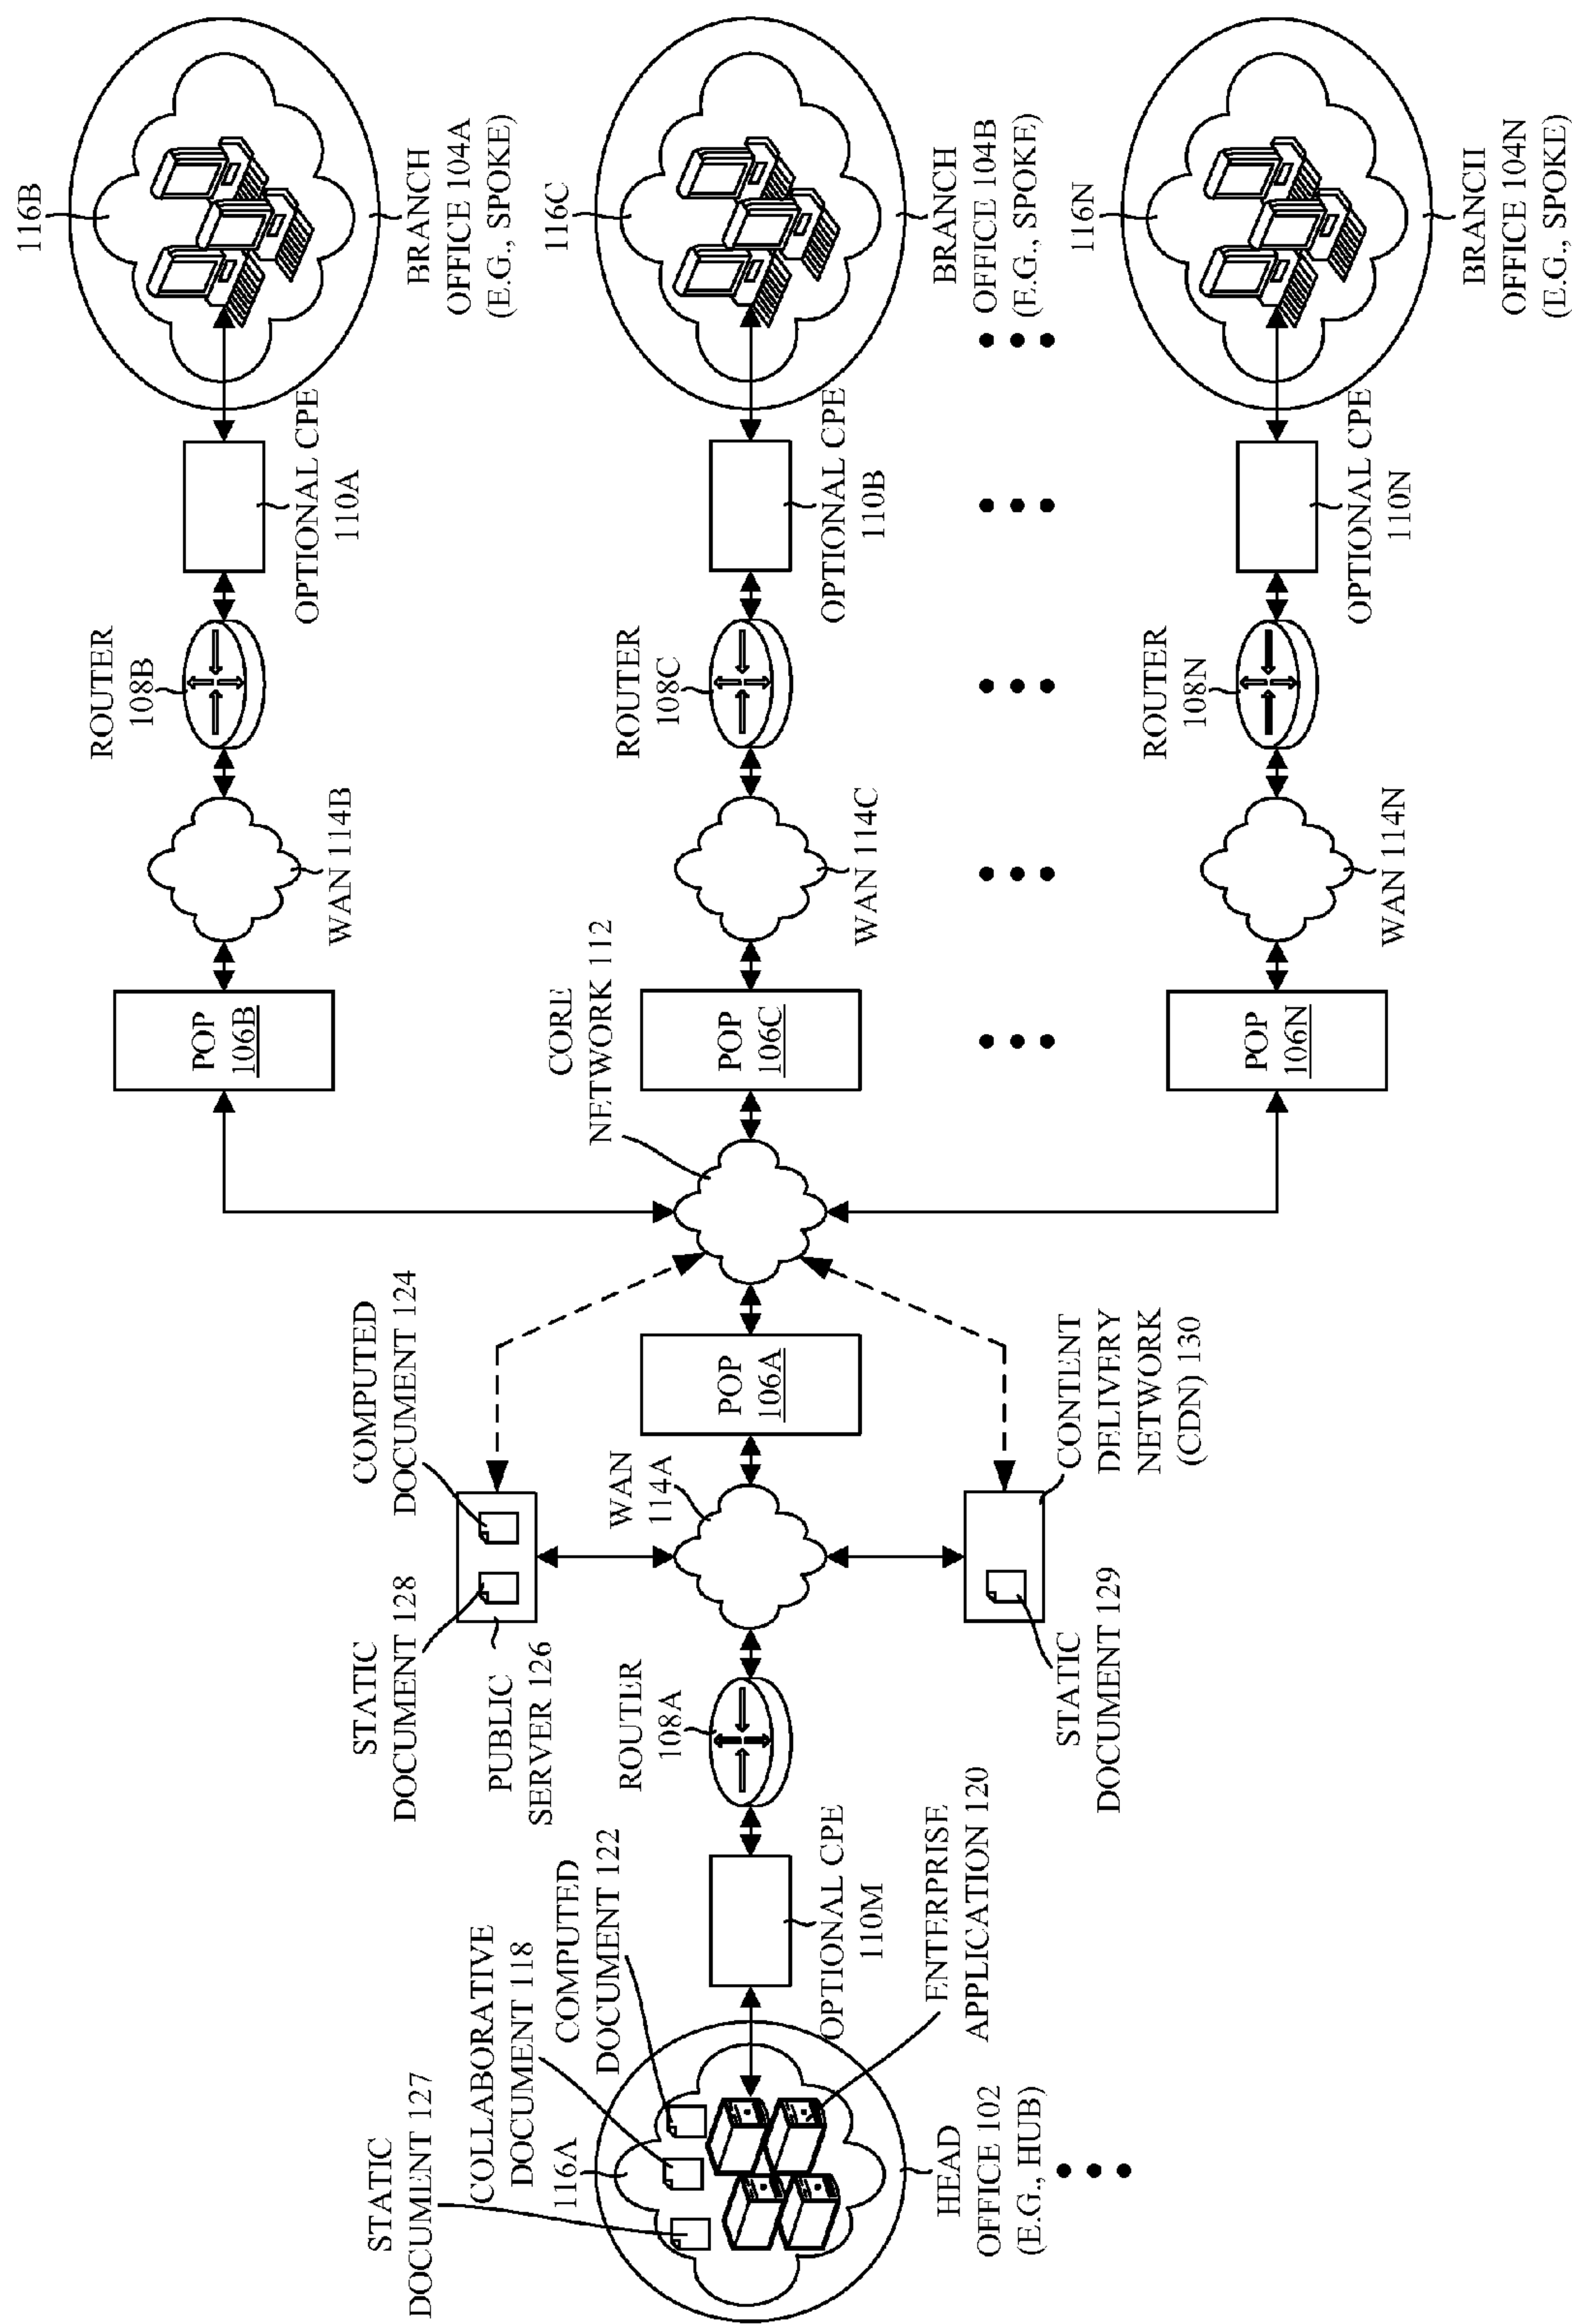 STATIC
DOCUMENT 127
COLLABORATIVE
DOCUMENT 118
116A
COMPUTED
DOCUMENT 122
HEAD
OFFICE 102
(E.G., HUB)
OPTIONAL CPE
110M
ENTERPRISE
APPLICATION 120
ROUTER
108A
STATIC
DOCUMENT 128
PUBLIC
SERVER 126
COMPUTED
DOCUMENT 124
WAN
114A
STATIC
DOCUMENT 129
CONTENT
DELIVERY
NETWORK
(CDN) 130
POP
106A
CORE
NETWORK 112
POP
106B
WAN 114B
ROUTER
108B
OPTIONAL CPE
110A
116B
BRANCH
OFFICE 104A
(E.G., SPOKE)
POP
106C
WAN 114C
ROUTER
108C
OPTIONAL CPE
110B
116C
BRANCH
OFFICE 104B
(E.G., SPOKE)
POP
106N
WAN 114N
ROUTER
108N
OPTIONAL CPE
110N
116N
BRANCH
OFFICE 104N
(E.G., SPOKE)